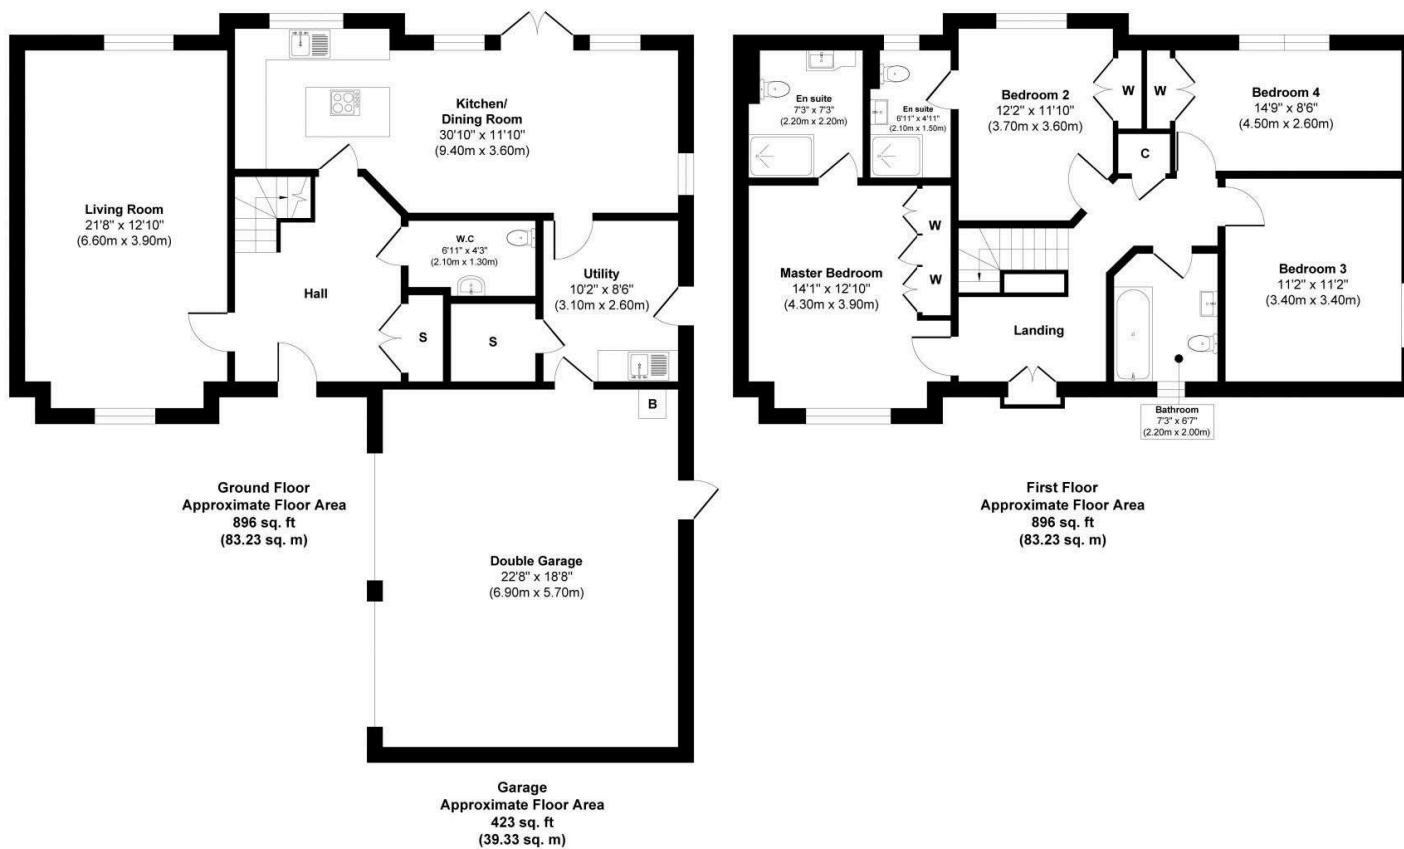 Living Room
21'8" x 12'10"
(6.60m x 3.90m)
Kitchen/
Dining Room
30'10" x 11'10"
(9.40m x 3.60m)
Hall
W.C
6'11" x 4'3"
(2.10m x 1.30m)
Utility
10'2" x 8'6"
(3.10m x 2.60m)
S
S
B
Double Garage
22'8" x 18'8"
(6.90m x 5.70m)
Ground Floor
Approximate Floor Area
896 sq. ft
(83.23 sq. m)
Garage
Approximate Floor Area
423 sq. ft
(39.33 sq. m)
En suite
7'3" x 7'3"
(2.20m x 2.20m)
En suite
6'11" x 4'11"
(2.10m x 1.50m)
Bedroom 2
12'2" x 11'10"
(3.70m x 3.60m)
W
W
Bedroom 4
14'9" x 8'6"
(4.50m x 2.60m)
C
W
W
Master Bedroom
14'1" x 12'10"
(4.30m x 3.90m)
Landing
Bedroom 3
11'2" x 11'2"
(3.40m x 3.40m)
Bathroom
7'3" x 6'7"
(2.20m x 2.00m)
First Floor
Approximate Floor Area
896 sq. ft
(83.23 sq. m)